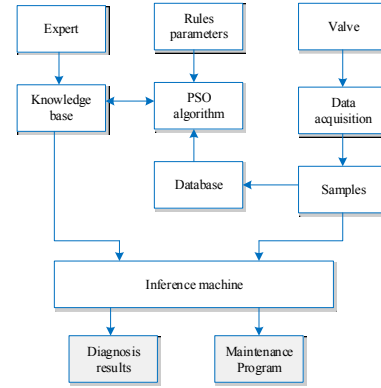 Expert
Rules
parameters
Valve
Knowledge
base
PSO
algorithm
Data
acquisition
Database
Samples
Inference machine
Diagnosis
results
Maintenance
Program